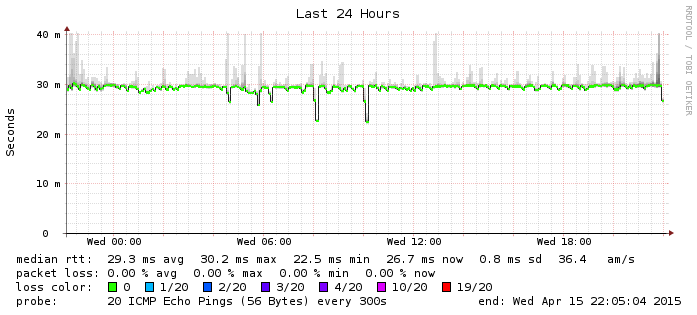 Last 24 Hours
RRDTOOL / TOBI OETIKER
Seconds
40 m
30 m
20 m
10 m
0
Wed 00:00 Wed 06:00 Wed 12:00 Wed 18:00
median rtt: 29.3 ms avg 30.2 ms max 22.5 ms min 26.7 ms now 0.8 ms sd 36.4 am/s
packet loss: 0.00 % avg 0.00 % max 0.00 % min 0.00 % now
loss color: 0 1/20 2/20 3/20 4/20 10/20 19/20
probe: 20 ICMP Echo Pings (56 Bytes) every 300s end: Wed Apr 15 22:05:04 2015